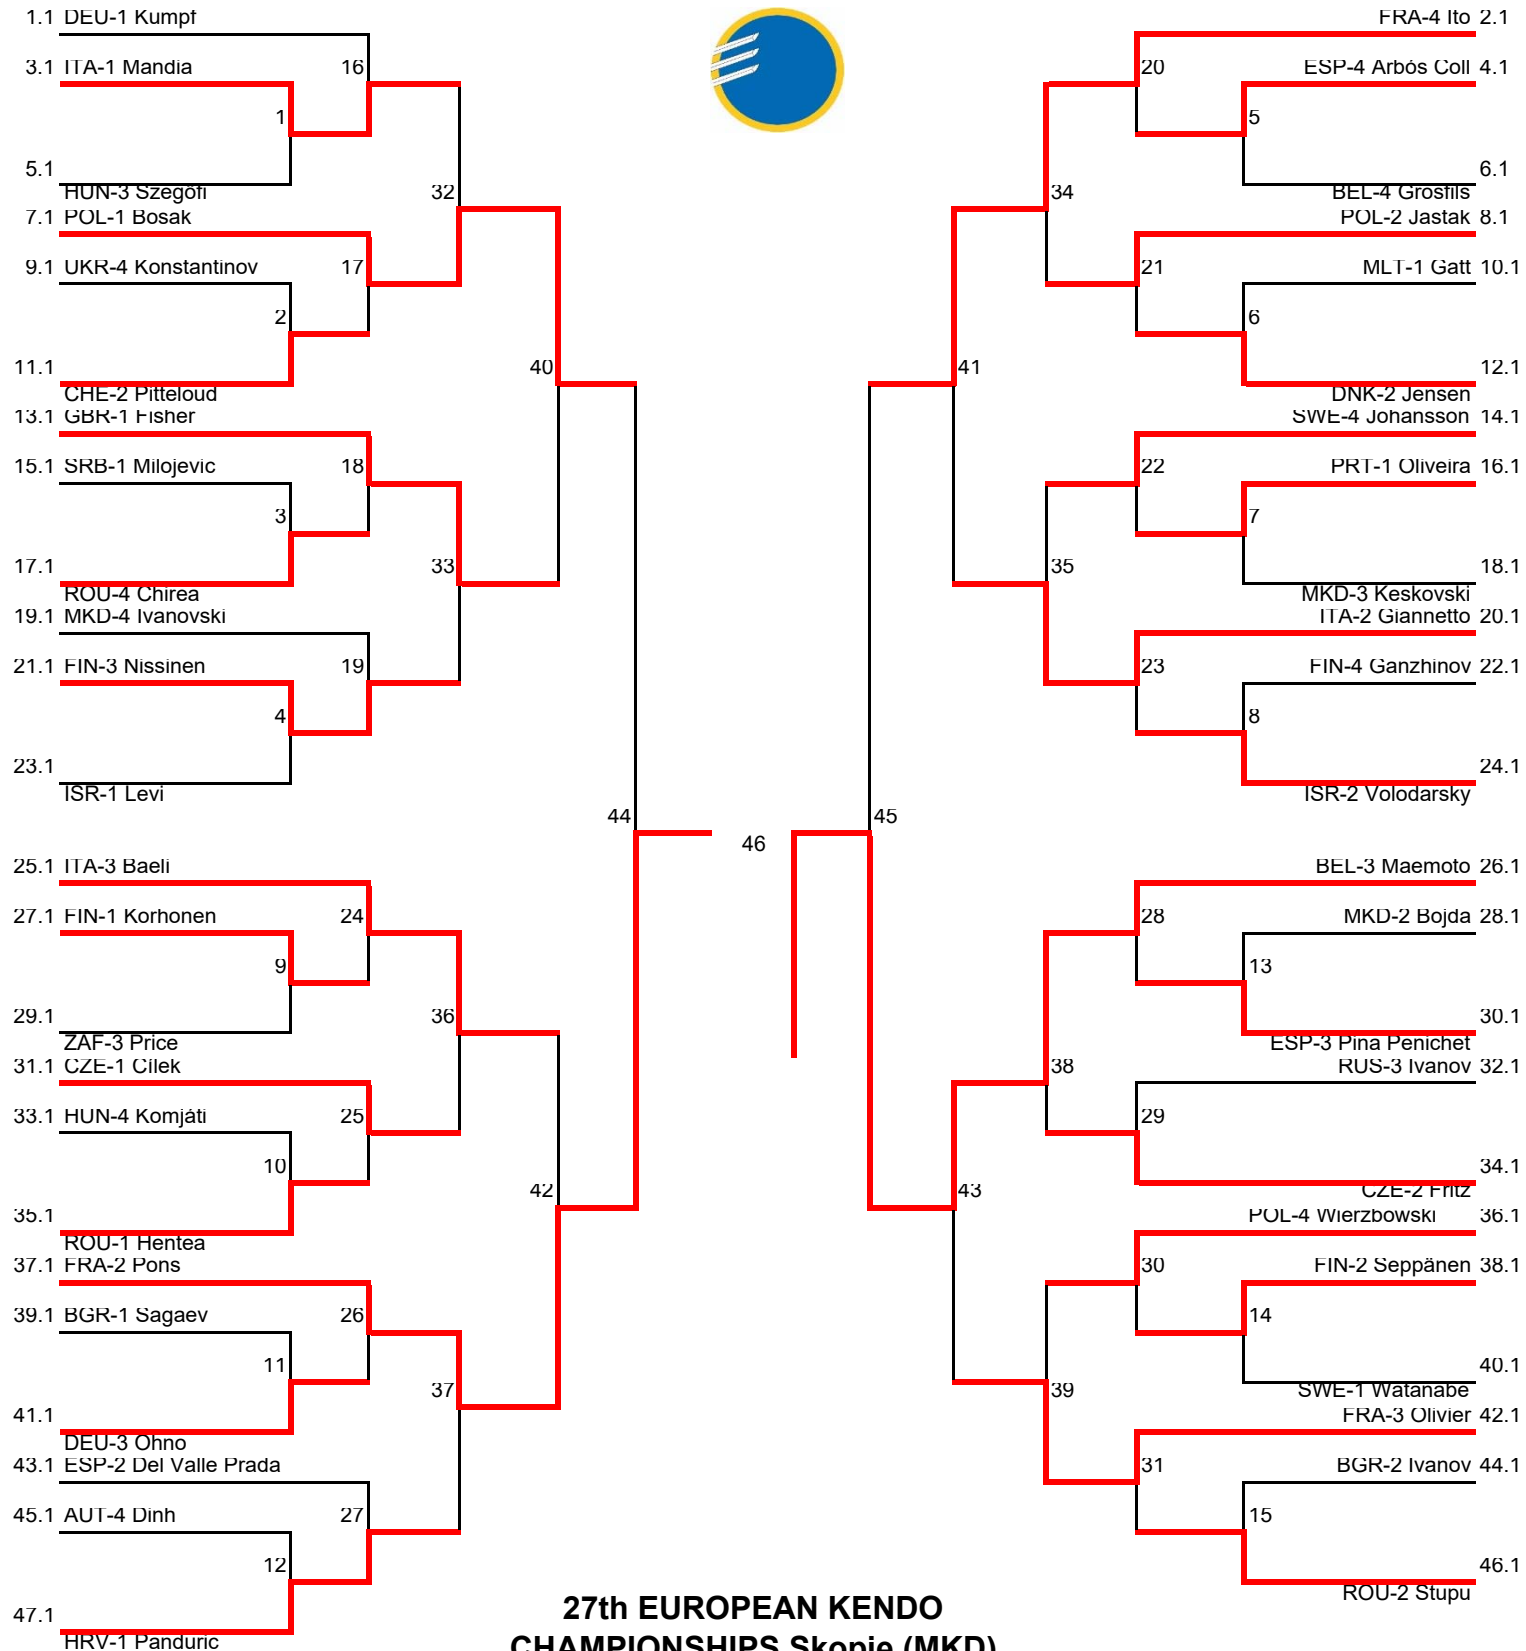 1.1 DEU-1 Kumpf
FRA-4 Ito 2.1
3.1 ITA-1 Mandia
16
20
ESP-4 Arbós Coll 4.1
1
5
5.1
6.1
HUN-3 Szegőfi
32
34
BEL-4 Grosfils
7.1 POL-1 Bosak
POL-2 Jastak 8.1
9.1 UKR-4 Konstantinov
17
21
MLT-1 Gatt 10.1
2
6
11.1
40
41
12.1
CHE-2 Pitteloud
DNK-2 Jensen
13.1 GBR-1 Fisher
SWE-4 Johansson 14.1
15.1 SRB-1 Milojevic
18
22
PRT-1 Oliveira 16.1
3
7
17.1
33
35
18.1
ROU-4 Chirea
MKD-3 Keskovski
19.1 MKD-4 Ivanovski
ITA-2 Giannetto 20.1
21.1 FIN-3 Nissinen
19
23
FIN-4 Ganzhinov 22.1
4
8
23.1
24.1
ISR-1 Levi
ISR-2 Volodarsky
44
45
46
25.1 ITA-3 Baeli
BEL-3 Maemoto 26.1
27.1 FIN-1 Korhonen
24
28
MKD-2 Bojda 28.1
9
13
29.1
36
30.1
ZAF-3 Price
ESP-3 Pina Penichet
31.1 CZE-1 Cílek
38
RUS-3 Ivanov 32.1
33.1 HUN-4 Komjáti
25
29
10
34.1
42
43
CZE-2 Fritz
35.1
POL-4 Wierzbowski 36.1
ROU-1 Hentea
37.1 FRA-2 Pons
30
FIN-2 Seppänen 38.1
39.1 BGR-1 Sagaev
26
14
11
40.1
37
39
SWE-1 Watanabe
41.1
FRA-3 Olivier 42.1
DEU-3 Ohno
43.1 ESP-2 Del Valle Prada
31
BGR-2 Ivanov 44.1
45.1 AUT-4 Dinh
27
15
12
46.1
ROU-2 Stupu
47.1
HRV-1 Panduric
27th EUROPEAN KENDO
CHAMPIONSHIPS Skopje (MKD)